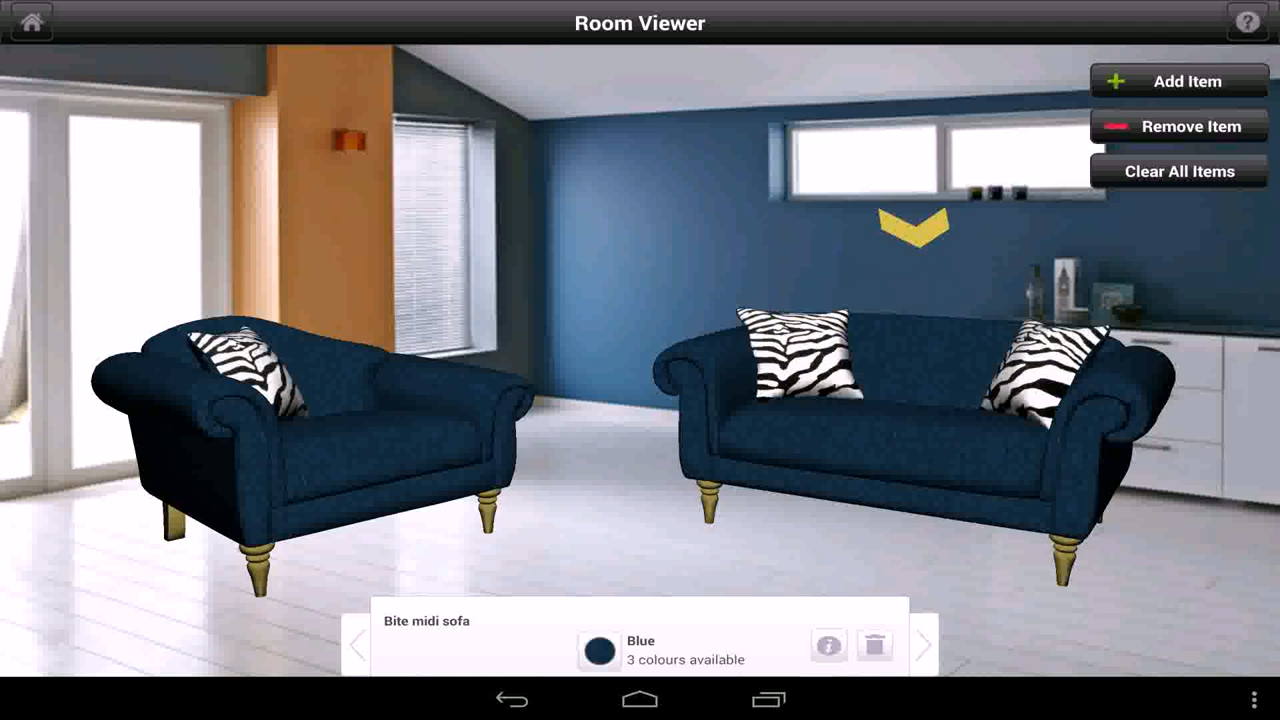 Room Viewer
Add Item
Remove Item
Clear All Items
Bite midi sofa
Blue
3 colours available